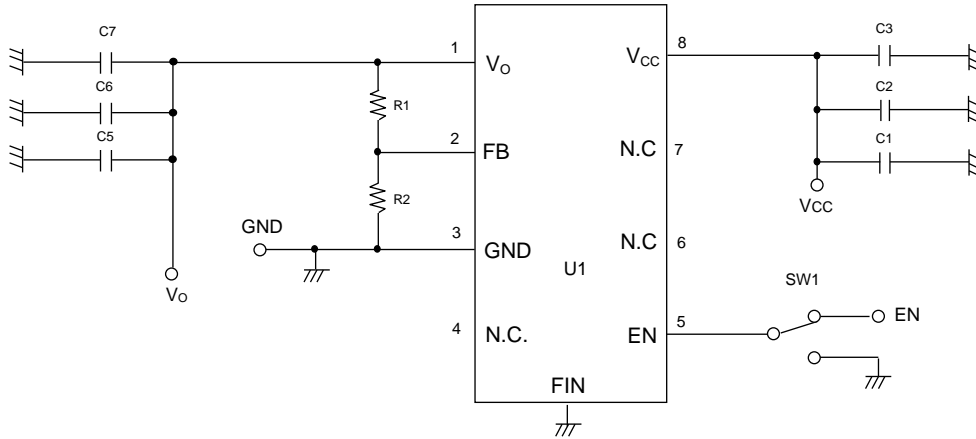 C7
C6
C5
1
VO
R1
2
FB
R2
GND
3
GND
VO
4
N.C.
FIN
U1
VCC
8
N.C
7
N.C
6
EN
5
C3
C2
C1
VCC
SW1
EN